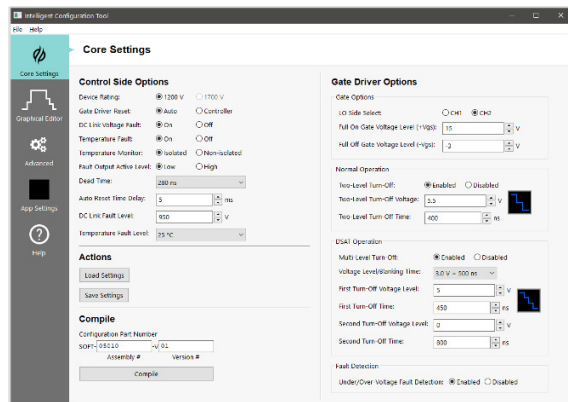 Intelligent Configuration Tool
File Help
Core Settings
Graphical Editor
Advanced
App Settings
Help
Core Settings
Control Side Options
Device Rating: 1200 V 1700 V
Gate Driver Reset: Auto Controller
DC Link Voltage Fault: On Off
Temperature Fault: On Off
Temperature Monitor: Isolated Non-isolated
Fault Output Active Level: Low High
Dead Time: 280 ns
Auto Reset Time Delay: 5 ms
DC Link Fault Level: 950 V
Temperature Fault Level: 25 °C
Actions
Load Settings
Save Settings
Compile
Configuration Part Number
SOFT- 05010 -V 01
Assembly # Version #
Compile
Gate Driver Options
Gate Options
LO Side Select: CH1 CH2
Full On Gate Voltage Level (+Vgs): 15 V
Full Off Gate Voltage Level (-Vgs): V
Normal Operation
Two-Level Turn-Off: Enabled Disabled
Two-Level Turn-Off Voltage: 5.5 V
Two-Level Turn-Off Time: 400 ns
DSAT Operation
Multi-Level Turn Off: Enabled Disabled
Voltage Level/Blanking Time: 500 ns
First Turn-Off Voltage Level: 5 V
First Turn-Off Time: 450 ns
Second Turn-Off Voltage Level: 0 V
Second Turn-Off Time: 800 ns
Fault Detection
Under/Over-Voltage Fault Detection: Enabled Disabled